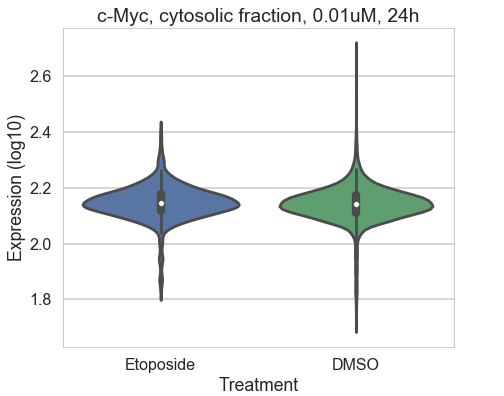 c-Myc, cytosolic fraction, 0.01uM, 24h
Expression (log10)
2.6
2.4
2.2
2.0
1.8
Etoposide DMSO
Treatment